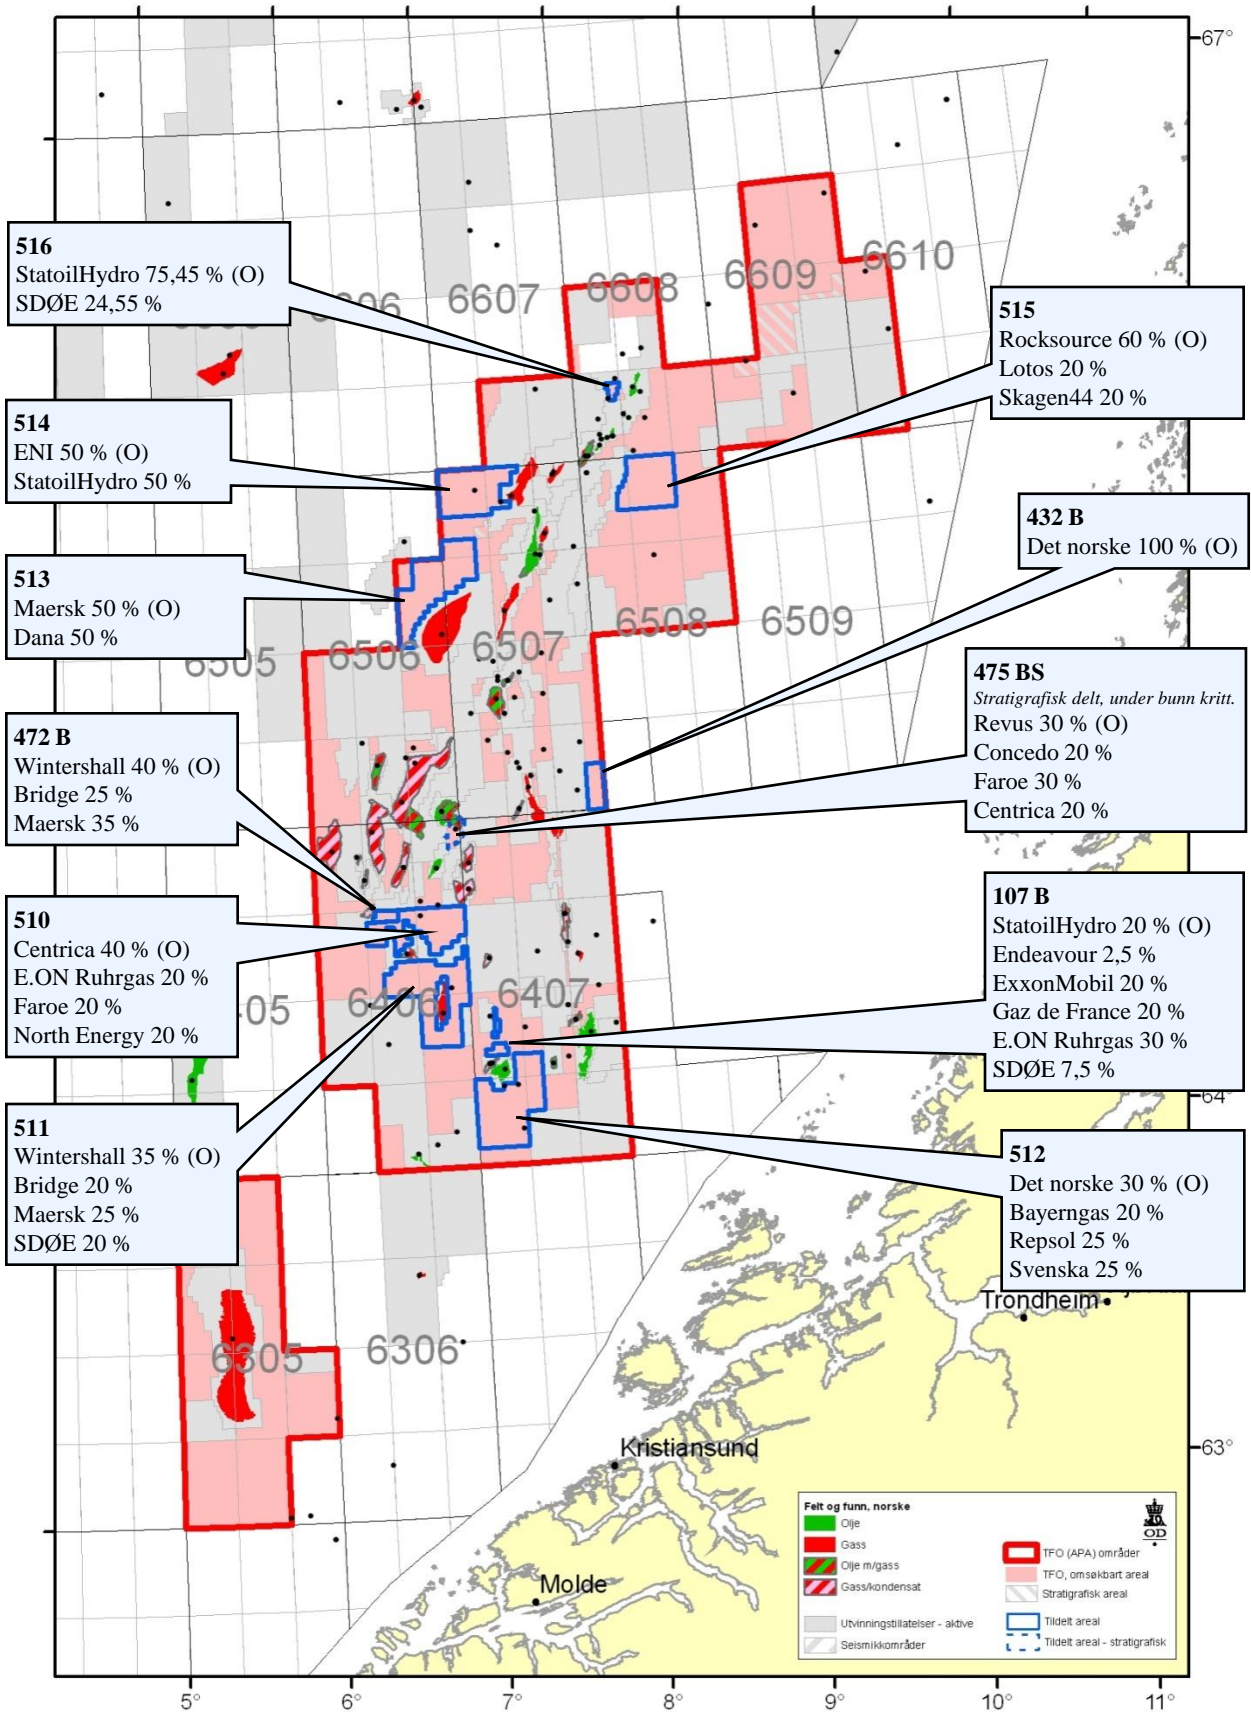 67°
6610
6609
6608
6607
516
StatoilHydro 75,45 % (O)
SDØE 24,55 %
515
Rocksource 60 % (O)
Lotos 20 %
Skagen44 20 %
514
ENI 50 % (O)
StatoilHydro 50 %
432 B
Det norske 100 % (O)
513
Maersk 50 % (O)
Dana 50 %
6505
6506
6507
6508
6509
475 BS
Stratigrafisk delt, under bunn kritt.
Revus 30 % (O)
Concedo 20 %
Faroe 30 %
Centrica 20 %
472 B
Wintershall 40 % (O)
Bridge 25 %
Maersk 35 %
107 B
StatoilHydro 20 % (O)
Endeavour 2,5 %
ExxonMobil 20 %
Gaz de France 20 %
E.ON Ruhrgas 30 %
SDØE 7,5 %
510
Centrica 40 % (O)
E.ON Ruhrgas 20 %
Faroe 20 %
North Energy 20 %
05
6406
6407
64°
511
Wintershall 35 % (O)
Bridge 20 %
Maersk 25 %
SDØE 20 %
512
Det norske 30 % (O)
Bayerngas 20 %
Repsol 25 %
Svenska 25 %
Trondheim
6305
6306
63°
Kristiansund
Molde
Felt og funn, norske
Olje
Gass
Olje m/gass
Gass/kondensat
Utvinningstillatelser - aktive
Seismikkområder
OD
TFO (APA) områder
TFO, omsøkbart areal
Stratigrafisk areal
Tildelt areal
Tildelt areal - stratigrafisk
5°
6°
7°
8°
9°
10°
11°